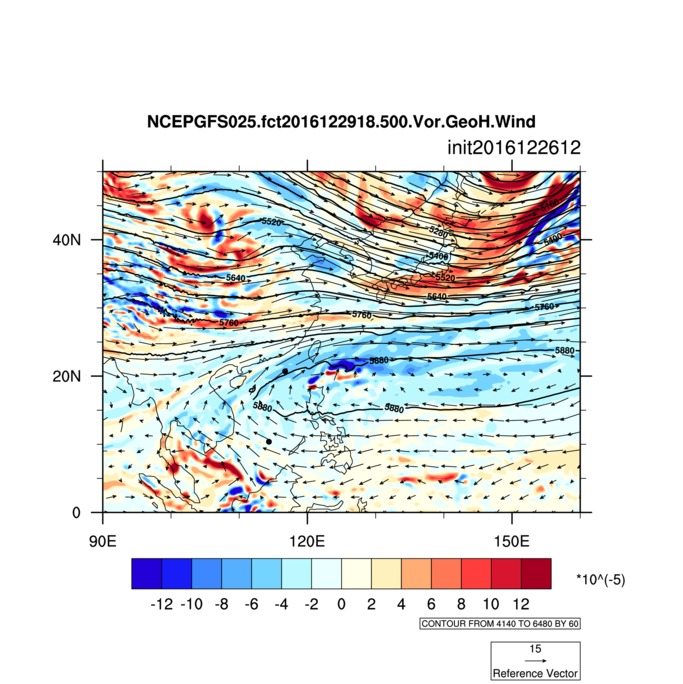 NCEPGFS025.fct2016122918.500.Vor.GeoH.Wind
init2016122612
40N
20N
0
90E 120E 150E
5520
5280
5400
5400
5520
5640
5640
5760
5760
5760
5880
5880
5880
5880
-12 -10 -8 -6 -4 -2 0 2 4 6 8 10 12
*10^(-5)
CONTOUR FROM 4140 TO 6480 BY 60
15
Reference Vector